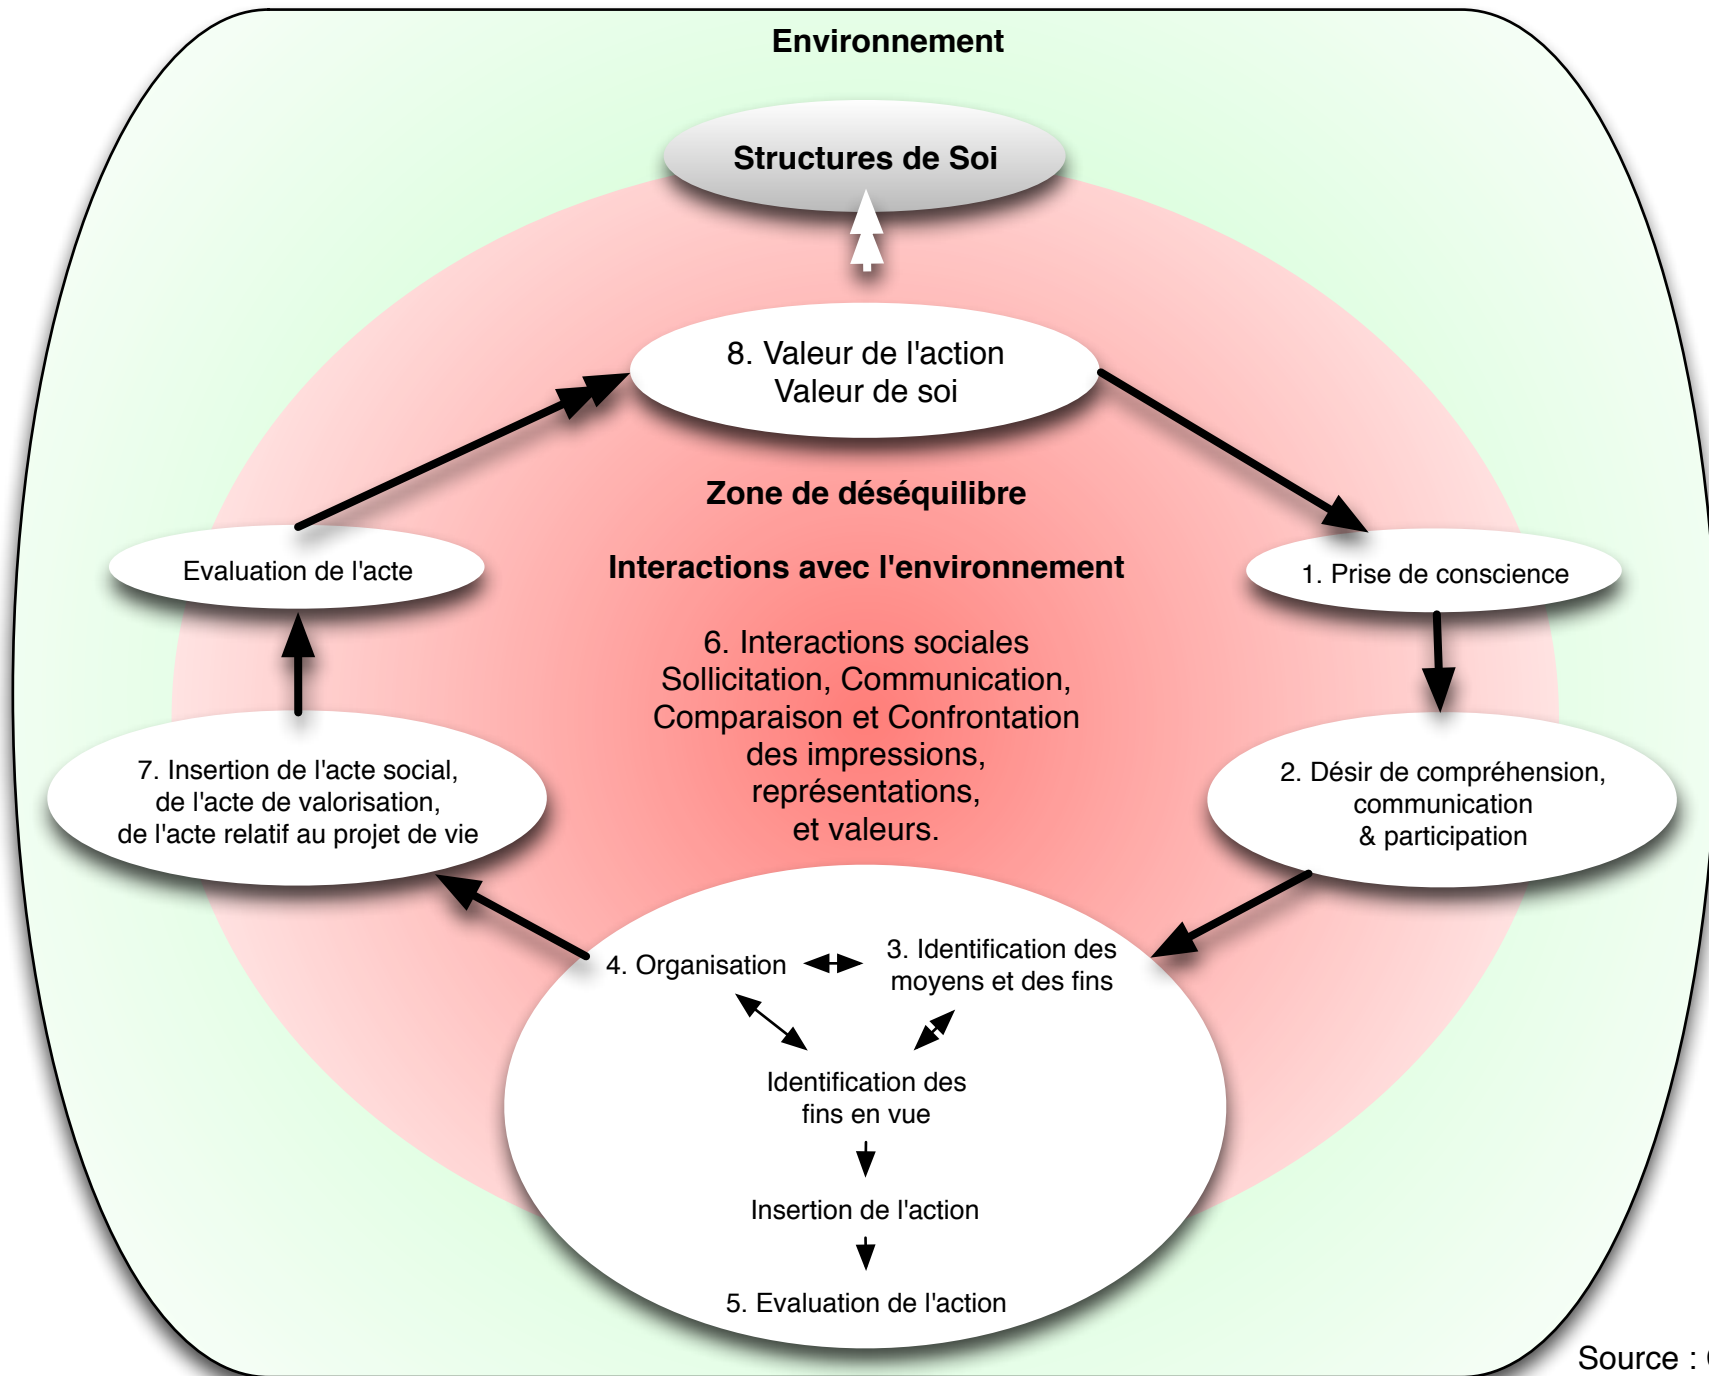 Environnement
Structures de Soi
8. Valeur de l'action
Valeur de soi
Zone de déséquilibre
Interactions avec l'environnement
Evaluation de l'acte
1. Prise de conscience
6. Interactions sociales
Sollicitation, Communication,
Comparaison et Confrontation
des impressions,
représentations,
et valeurs.
7. Insertion de l'acte social,
de l'acte de valorisation,
de l'acte relatif au projet de vie
2. Désir de compréhension,
communication
& participation
4. Organisation
3. Identification des
moyens et des fins
Identification des
fins en vue
Insertion de l'action
5. Evaluation de l'action
Source :